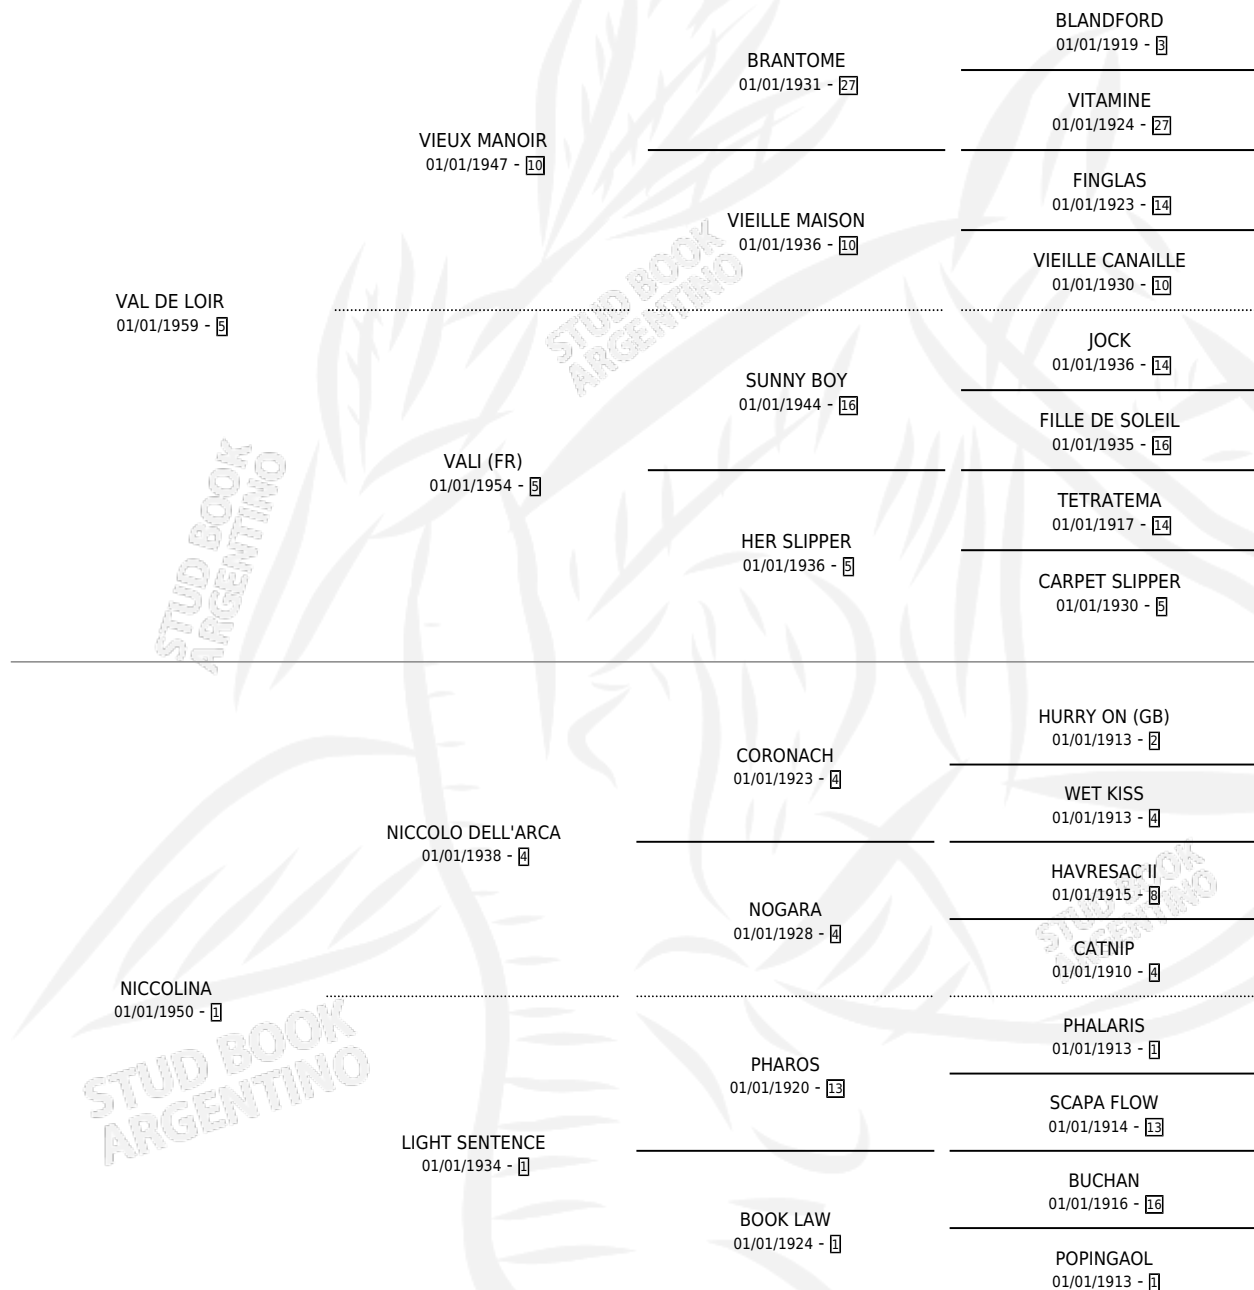 BLANDFORD
01/01/1919 - 3
BRANTOME
01/01/1931 - 27
VITAMINE
01/01/1924 - 27
VIEUX MANOIR
01/01/1947 - 10
FINGLAS
01/01/1923 - 14
VIEILLE MAISON
01/01/1936 - 10
VIEILLE CANAILLE
01/01/1930 - 10
VAL DE LOIR
01/01/1959 - 5
JOCK
01/01/1936 - 14
SUNNY BOY
01/01/1944 - 16
FILLE DE SOLEIL
01/01/1935 - 16
VALI (FR)
01/01/1954 - 5
TETRATEMA
01/01/1917 - 14
HER SLIPPER
01/01/1936 - 5
CARPET SLIPPER
01/01/1930 - 5
HURRY ON (GB)
01/01/1913 - 2
CORONACH
01/01/1923 - 4
WET KISS
01/01/1913 - 4
NICCOLO DELL'ARCA
01/01/1938 - 4
HAVRESAC II
01/01/1915 - 8
NOGARA
01/01/1928 - 4
CATNIP
01/01/1910 - 4
NICCOLINA
01/01/1950 - 1
PHALARIS
01/01/1913 - 1
PHAROS
01/01/1920 - 13
SCAPA FLOW
01/01/1914 - 13
LIGHT SENTENCE
01/01/1934 - 1
BUCHAN
01/01/1916 - 16
BOOK LAW
01/01/1924 - 1
POPINGAOL
01/01/1913 - 1
STUD BOOK
ARGENTINO
STUD BOOK
ARGENTINO
STUD BOOK
ARGENTINO
STUD BOOK
ARGENTINO